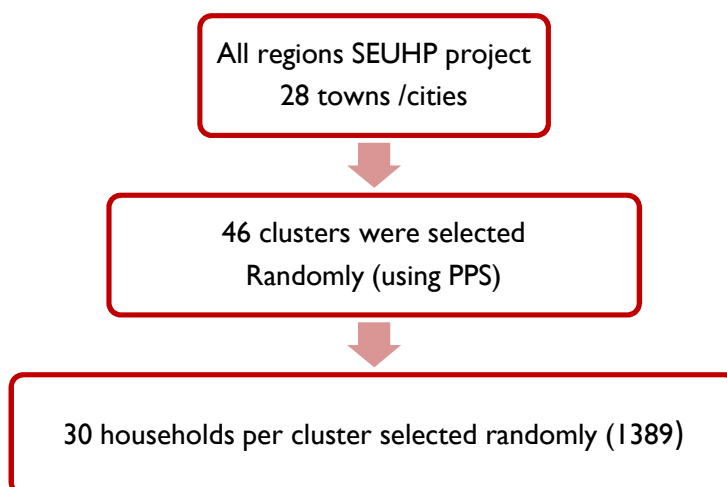 All regions SEUHP project
28 towns /cities
46 clusters were selected
Randomly (using PPS)
30 households per cluster selected randomly (1389)